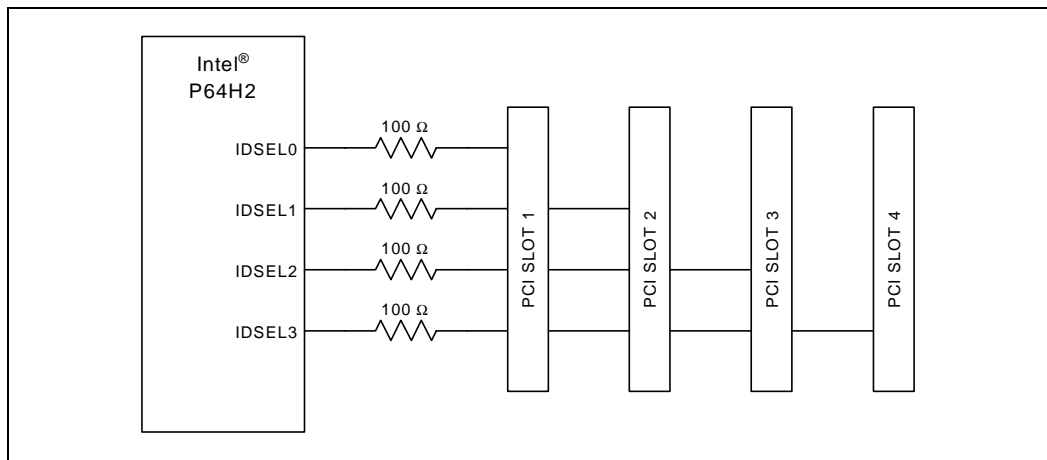 Intel®
P64H2
100 Ω
IDSEL0
100 Ω
IDSEL1
100 Ω
IDSEL2
100 Ω
IDSEL3
PCI SLOT 1
PCI SLOT 2
PCI SLOT 3
PCI SLOT 4